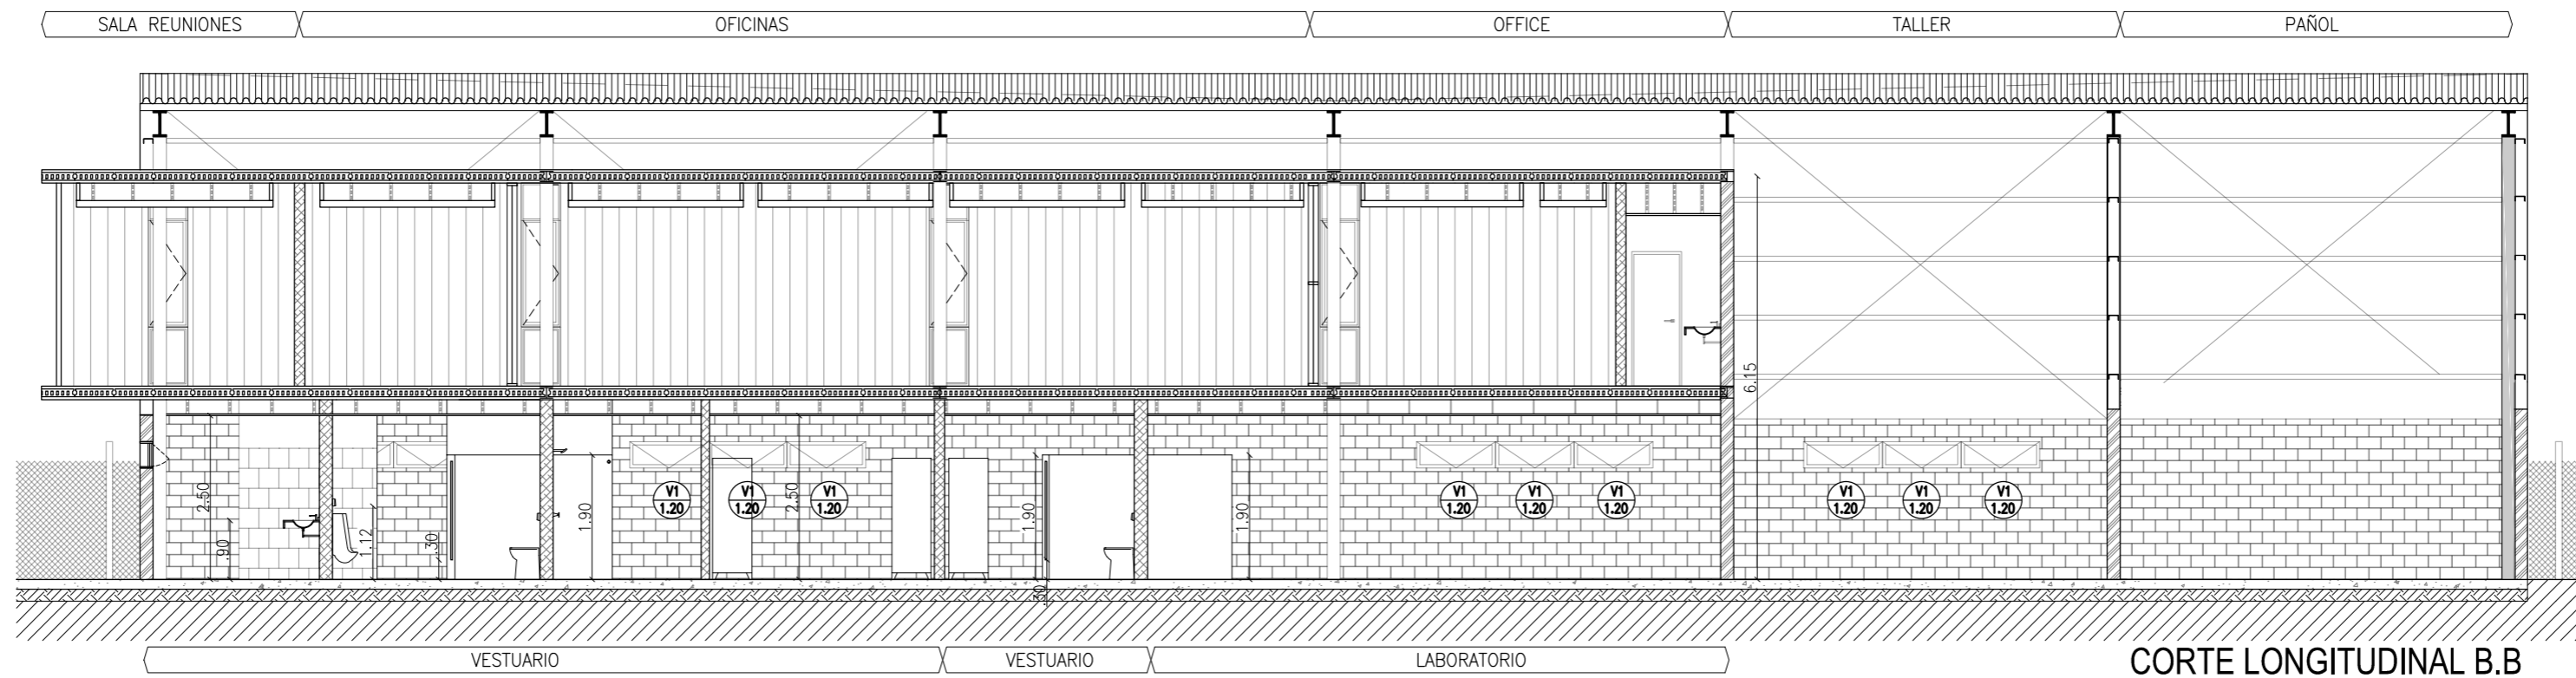 SALA REUNIONES
OFICINAS
OFFICE
TALLER
PAÑOL
6.15
2.50
.90
1.12
.30
1.90
V1
1.20
V1
1.20
2.50
V1
1.20
1.90
.30
1.90
V1
1.20
V1
1.20
V1
1.20
V1
1.20
V1
1.20
V1
1.20
VESTUARIO
VESTUARIO
LABORATORIO
CORTE LONGITUDINAL B.B